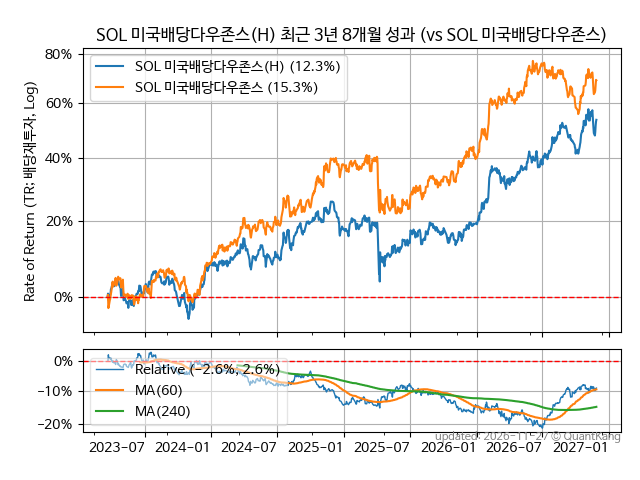 SOL 미국배당다우존스(H) 최근 3년 8개월 성과 (vs SOL 미국배당다우존스)
80%
60%
40%
20%
0%
Rate of Return (TR: 배당재투자, Log)
SOL 미국배당다우존스(H) (12.3%)
SOL 미국배당다우존스 (15.3%)
0%
−10%
−20%
Relative (−2.6%, 2.6%)
MA(60)
MA(240)
updated: 2026-11-27 © QuantKang
2023-07 2024-01 2024-07 2025-01 2025-07 2026-01 2026-07 2027-01